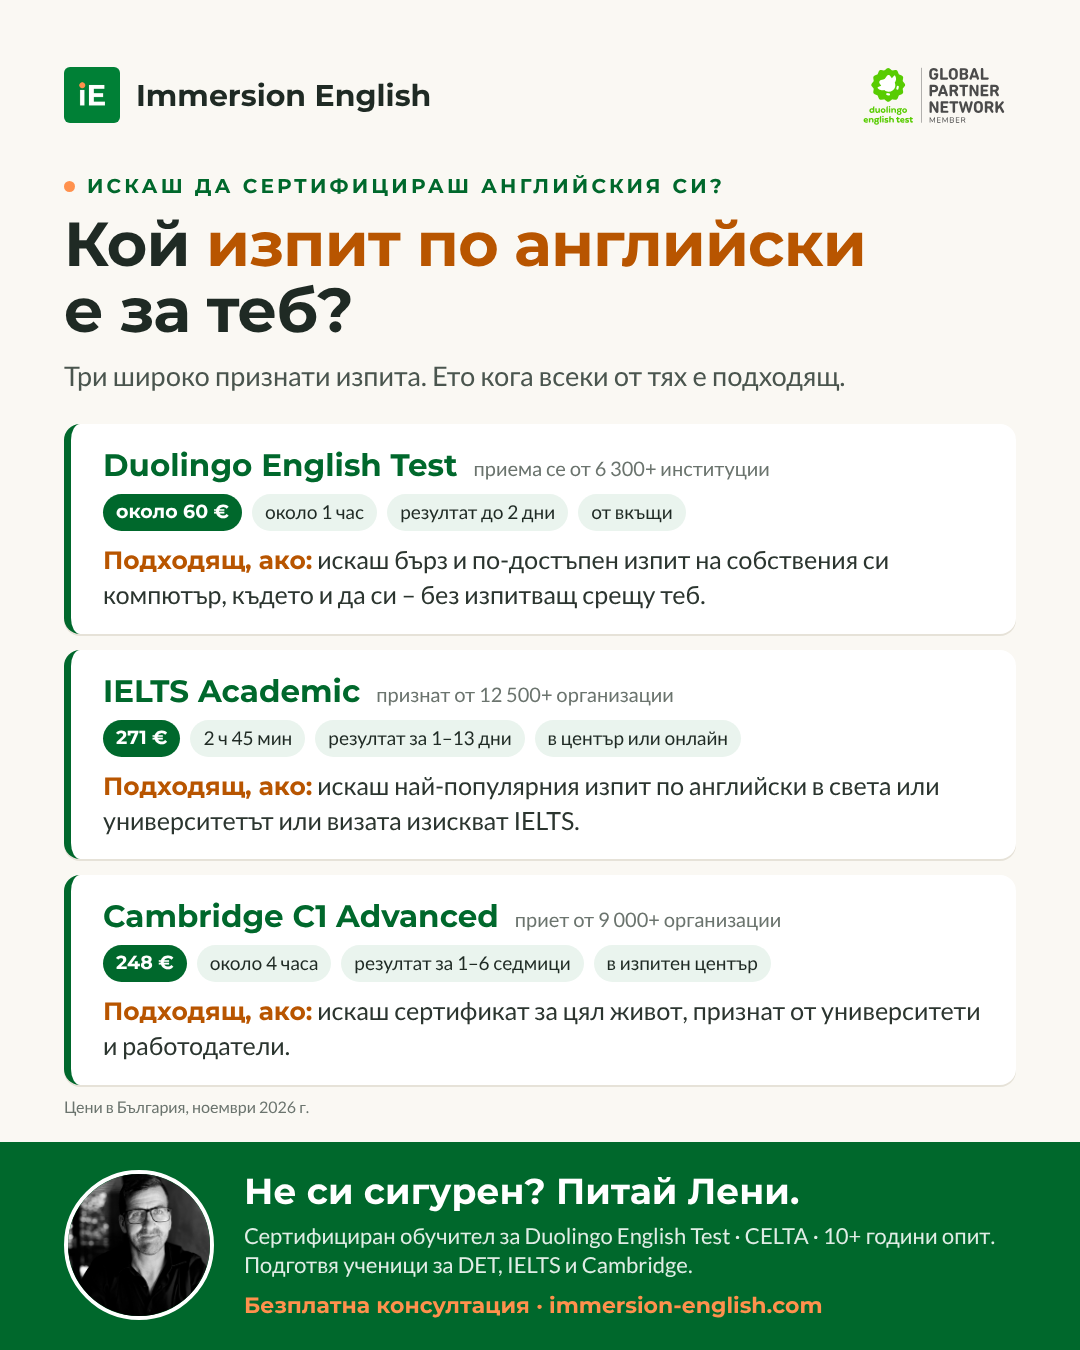 iE Immersion English
duolingo
english test
GLOBAL
PARTNER
NETWORK
MEMBER
ИСКАШ ДА СЕРТИФИЦИРАШ АНГЛИЙСКИЯ СИ?
Кой изпит по английски
е за теб?
Три широко признати изпита. Ето кога всеки от тях е подходящ.
Duolingo English Test приема се от 6 300+ институции
около 60 € около 1 час резултат до 2 дни от вкъщи
Подходящ, ако: искаш бърз и по-достъпен изпит на собствения си
компютър, където и да си – без изпитващ срещу теб.
IELTS Academic признат от 12 500+ организации
271 € 2 ч 45 мин резултат за 1–13 дни в център или онлайн
Подходящ, ако: искаш най-популярния изпит по английски в света или
университетът или визата изискват IELTS.
Cambridge C1 Advanced приет от 9 000+ организации
248 € около 4 часа резултат за 1–6 седмици в изпитен център
Подходящ, ако: искаш сертификат за цял живот, признат от университети
и работодатели.
Цени в България, ноември 2026 г.
Не си сигурен? Питай Лени.
Сертифициран обучител за Duolingo English Test · CELTA · 10+ години опит.
Подготвя ученици за DET, IELTS и Cambridge.
Безплатна консултация · immersion-english.com